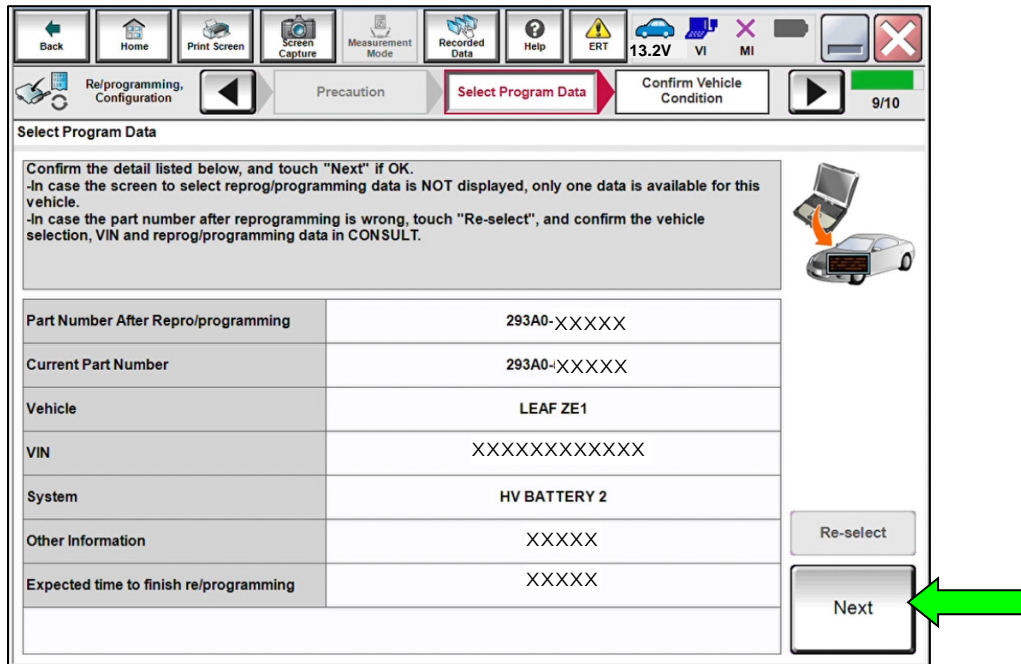 Back
Home
Print Screen
Screen
Capture
Measurement
Mode
Recorded
Data
Help
ERT
13.2V
VI
MI
Re/programming,
Configuration
Precaution
Select Program Data
Confirm Vehicle
Condition
9/10
Select Program Data
Confirm the detail listed below, and touch "Next" if OK.
-In case the screen to select reprog/programming data is NOT displayed, only one data is available for this
vehicle.
-In case the part number after reprogramming is wrong, touch "Re-select", and confirm the vehicle
selection, VIN and reprog/programming data in CONSULT.
Part Number After Repro/programming
293A0-XXXXX
Current Part Number
293A0-XXXXX
Vehicle
LEAF ZE1
VIN
XXXXXXXXXXXX
System
HV BATTERY 2
Other Information
XXXXX
Expected time to finish re/programming
XXXXX
Re-select
Next